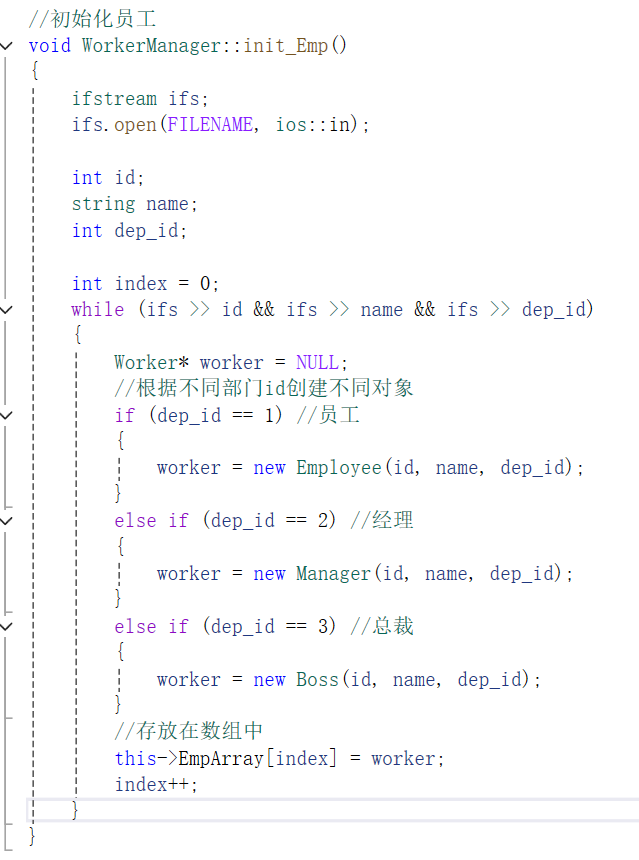 //初始化员工
void WorkerManager::init_Emp()
{
    ifstream ifs;
    ifs.open(FILENAME, ios::in);

    int id;
    string name;
    int dep_id;

    int index = 0;
    while (ifs >> id && ifs >> name && ifs >> dep_id)
    {
        Worker* worker = NULL;
        //根据不同部门id创建不同对象
        if (dep_id == 1) //员工
        {
            worker = new Employee(id, name, dep_id);
        }
        else if (dep_id == 2) //经理
        {
            worker = new Manager(id, name, dep_id);
        }
        else if (dep_id == 3) //总裁
        {
            worker = new Boss(id, name, dep_id);
        }
        //存放在数组中
        this->EmpArray[index] = worker;
        index++;
    }
}